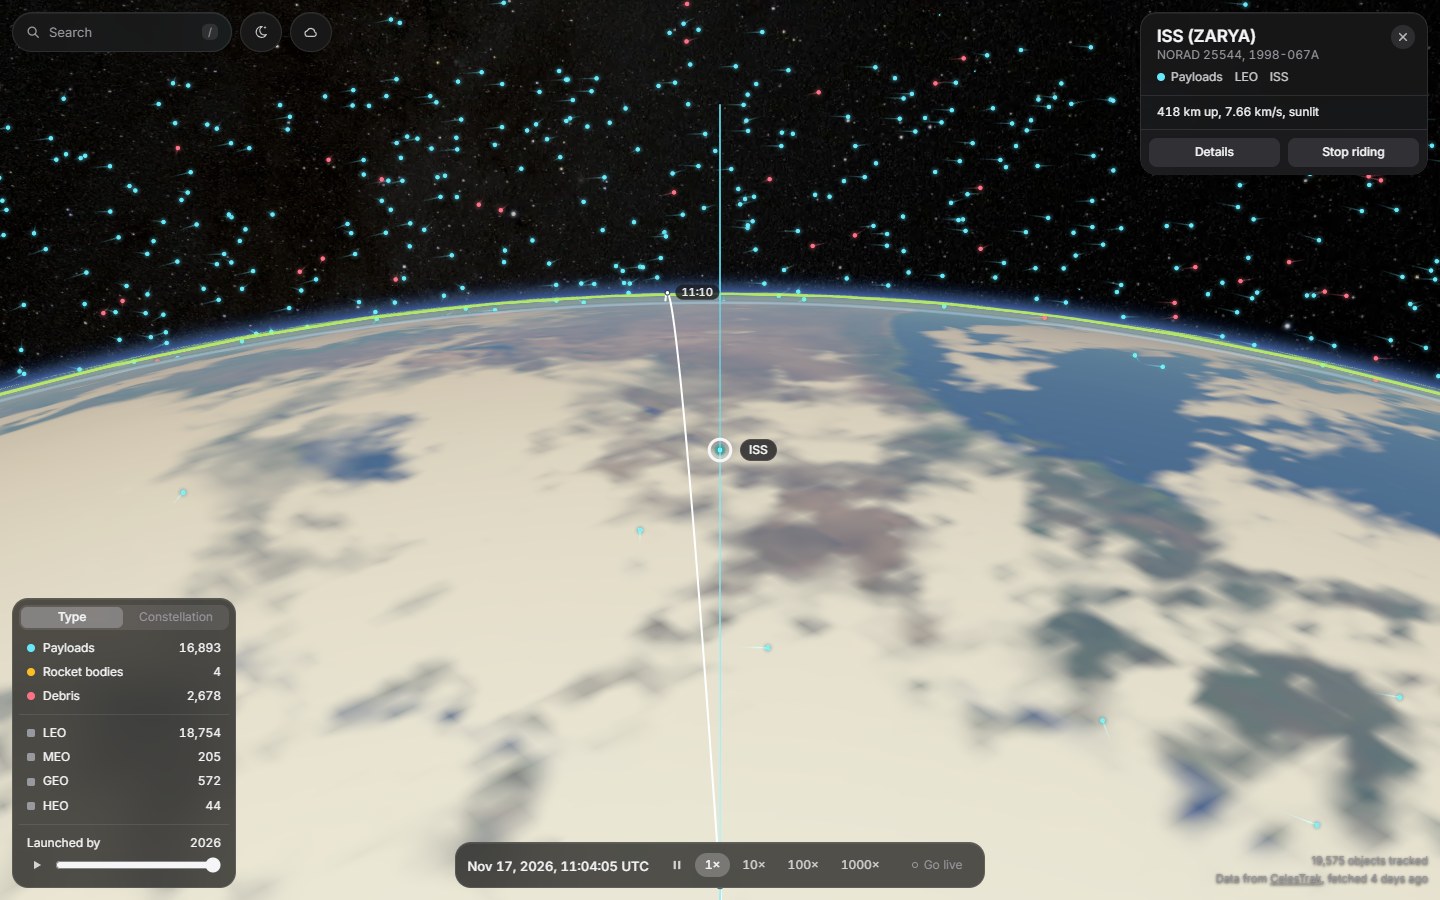 Search /
ISS (ZARYA)
NORAD 25544, 1998-067A
Payloads LEO ISS
418 km up, 7.66 km/s, sunlit
Details Stop riding
11:10
ISS
Type Constellation
Payloads 16,893
Rocket bodies 4
Debris 2,678
LEO 18,754
MEO 205
GEO 572
HEO 44
Launched by 2026
Nov 17, 2026, 11:04:05 UTC 1× 10× 100× 1000× Go live
19,575 objects tracked
Data from CelesTrak, fetched 4 days ago